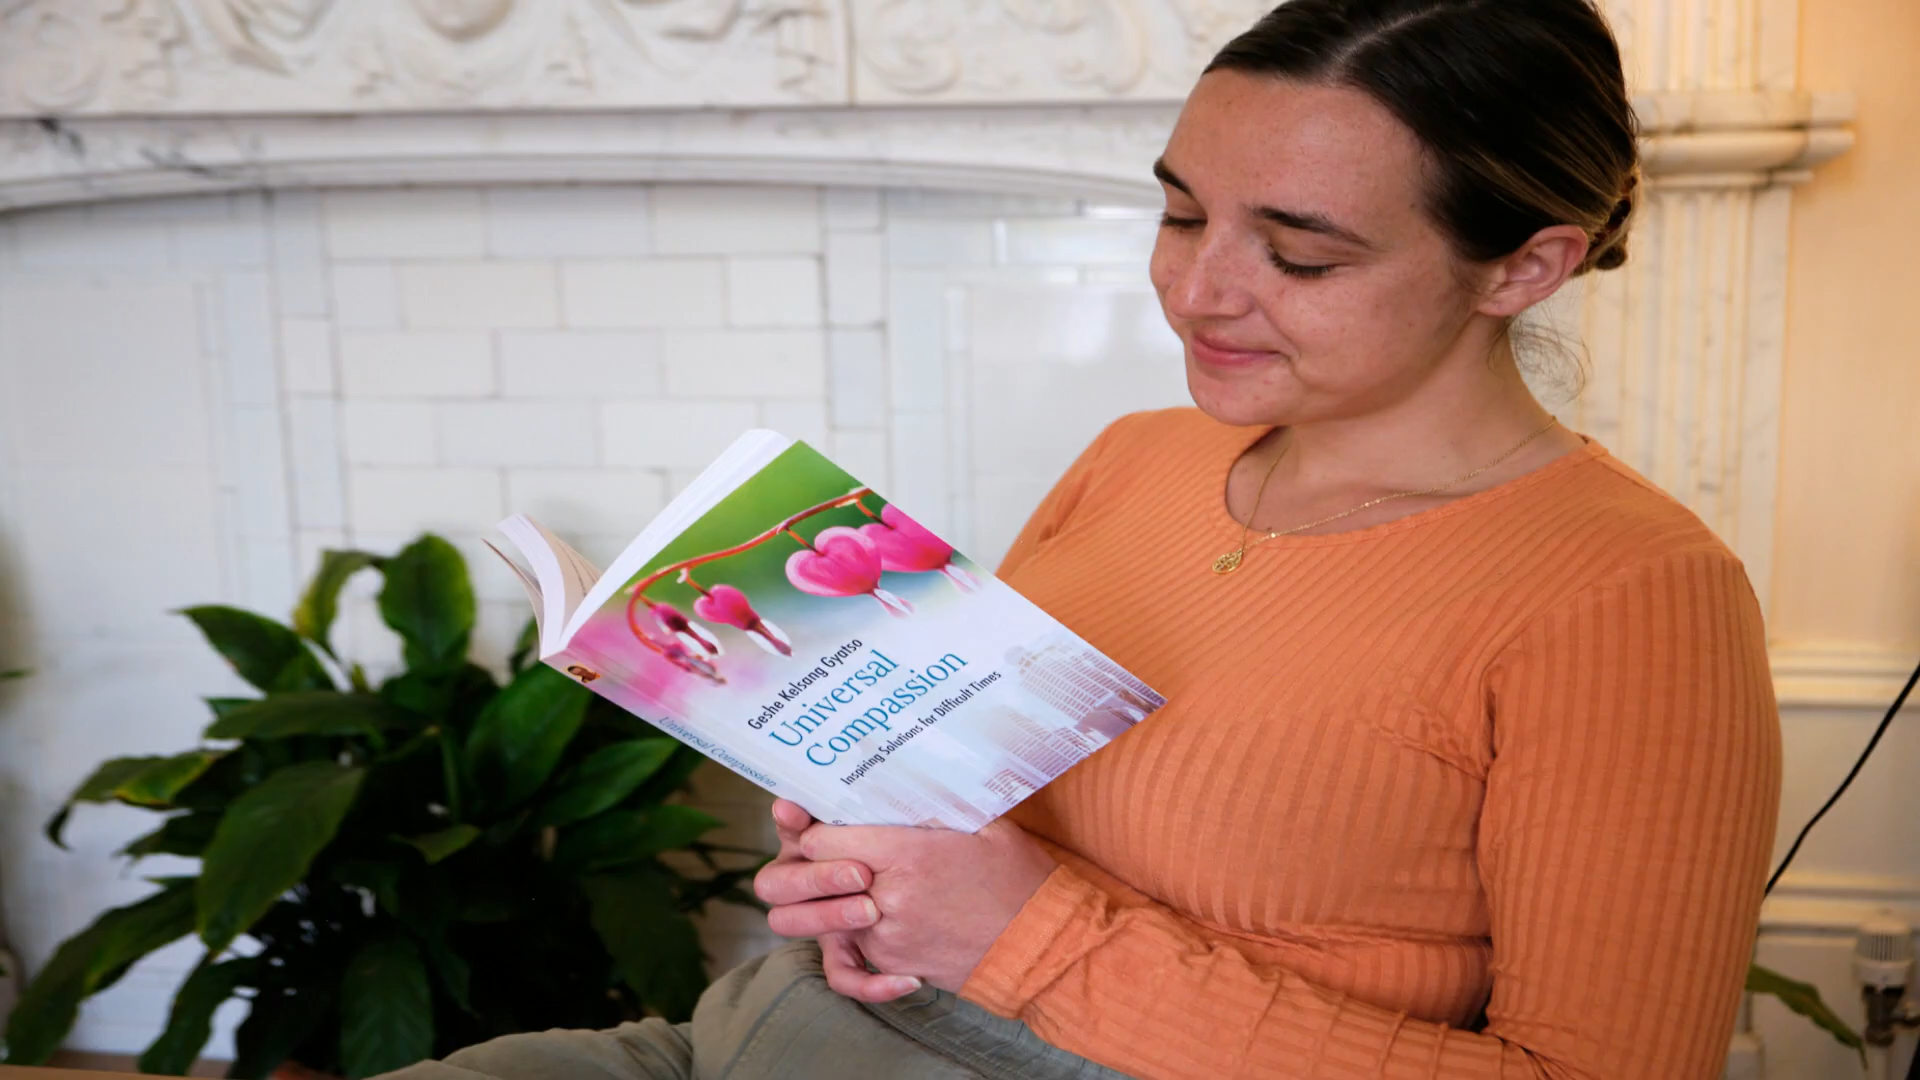 Geshe Kelsang Gyatso
Universal
Compassion
Inspiring Solutions for Difficult Times
Universal Compassion